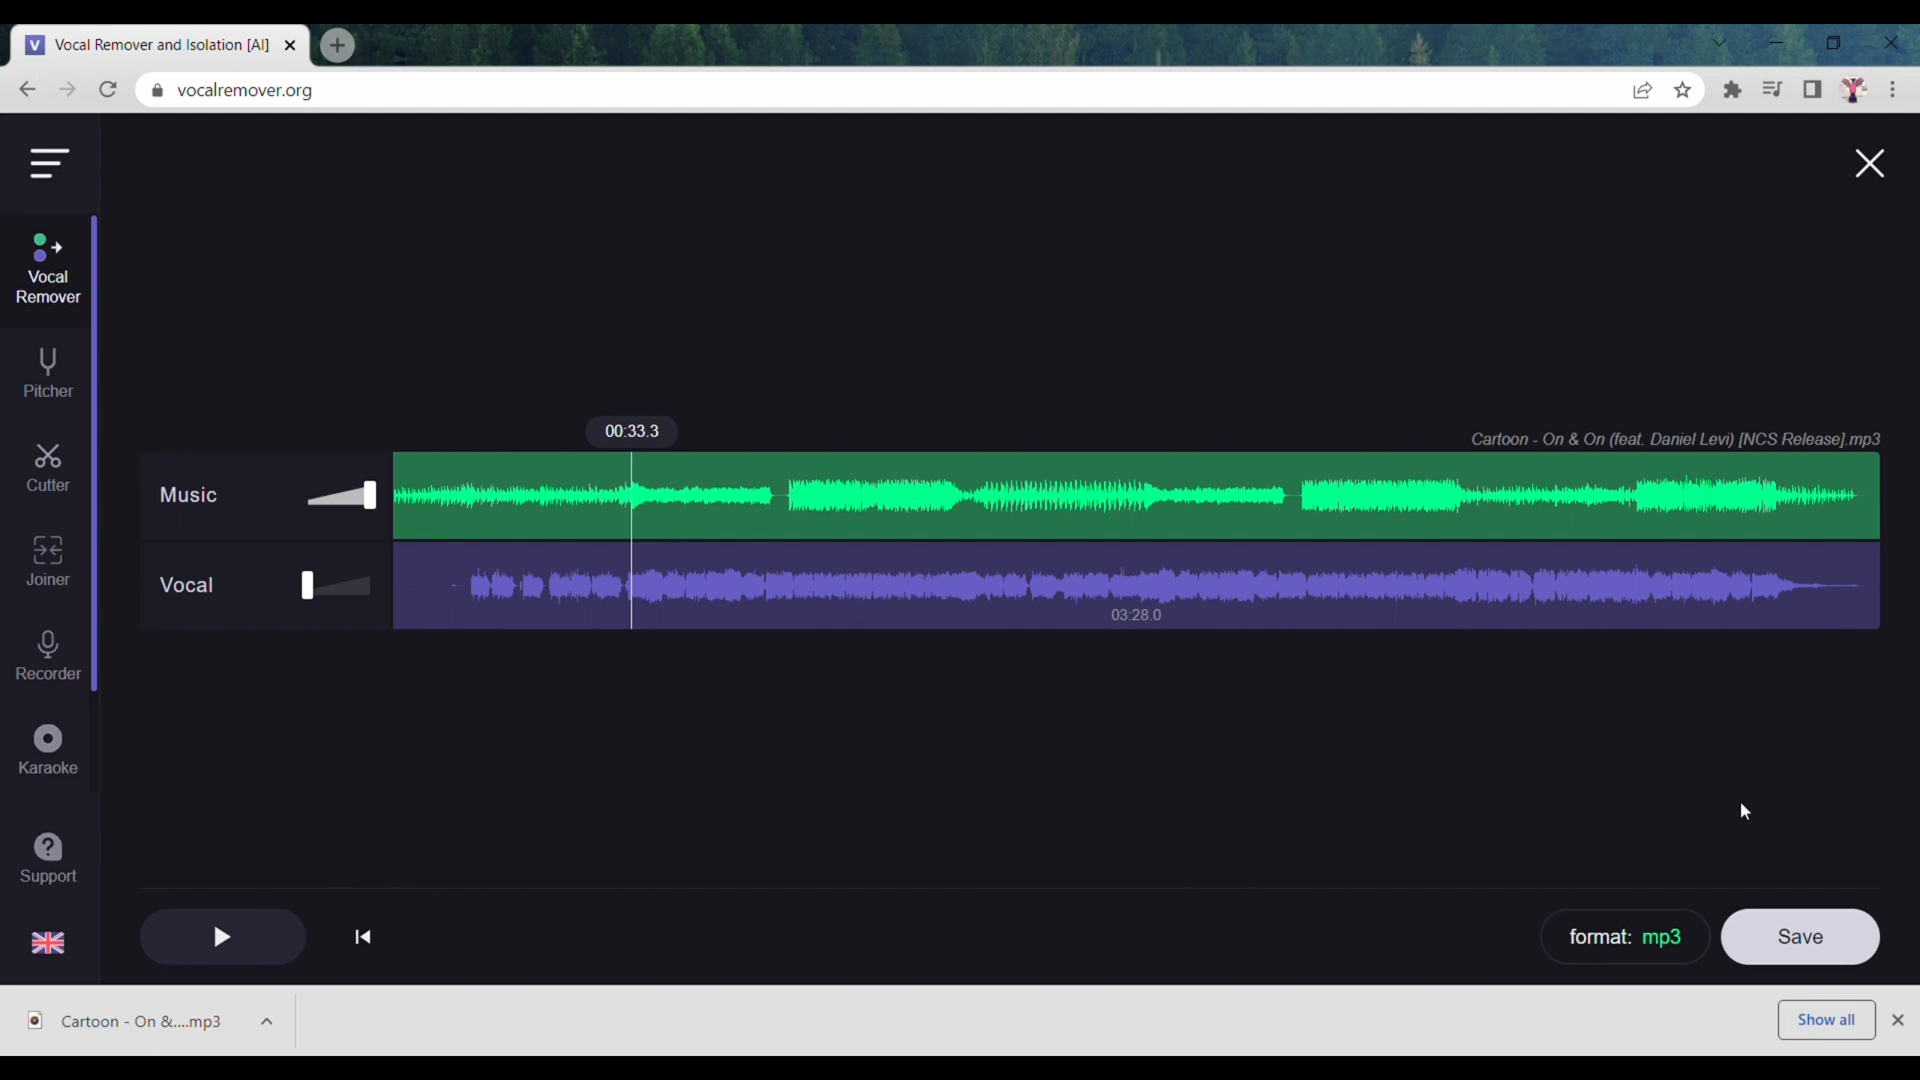 Vocal Remover and Isolation [AI]
vocalremover.org
Vocal
Remover
Pitcher
Cutter
Joiner
Recorder
Karaoke
Support
00:33.3
Cartoon - On & On (feat. Daniel Levi) [NCS Release].mp3
Music
Vocal
03:28.0
format: mp3
Save
Cartoon - On &....mp3
Show all